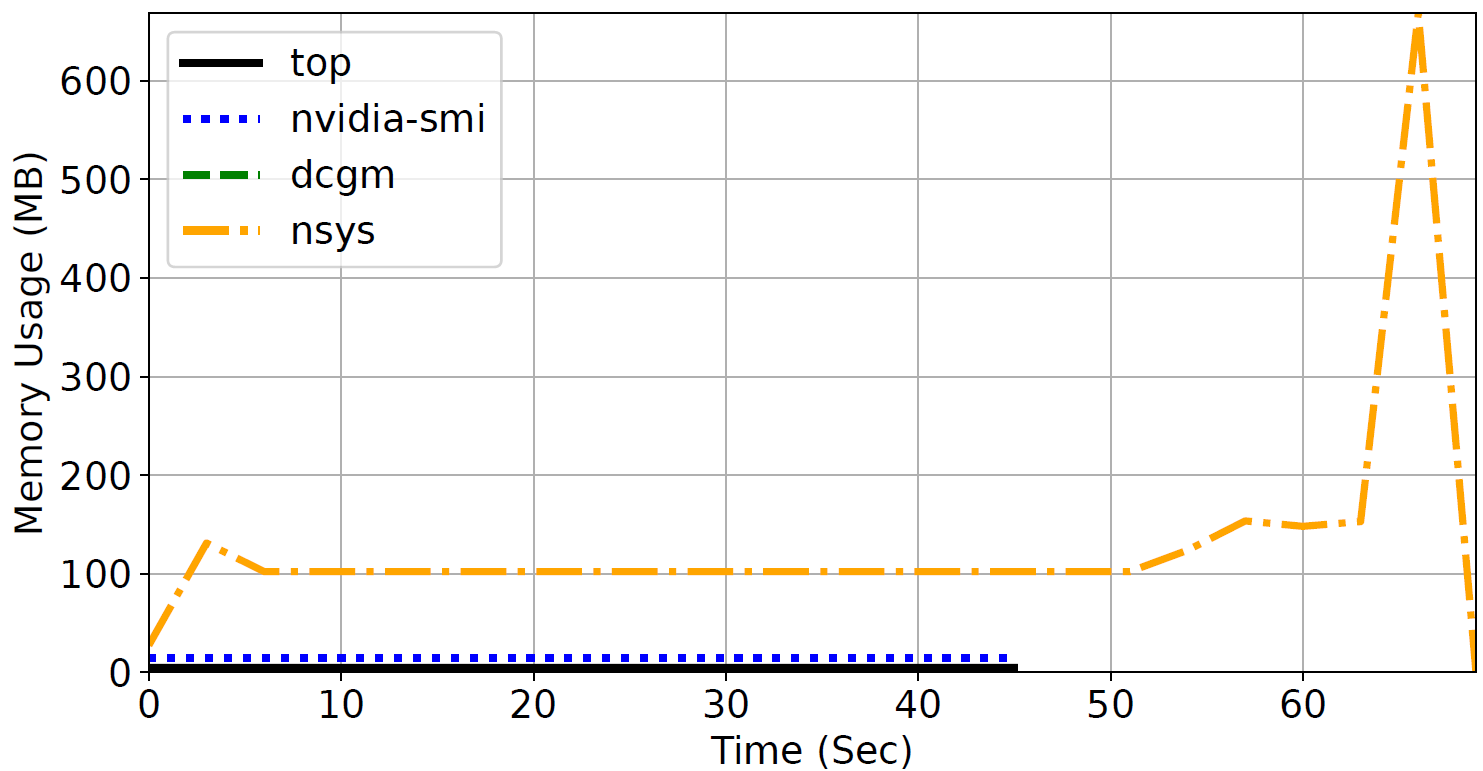 Memory Usage (MB)
600
500
400
300
200
100
0
top
nvidia-smi
dcgm
nsys
0 10 20 30 40 50 60
Time (Sec)